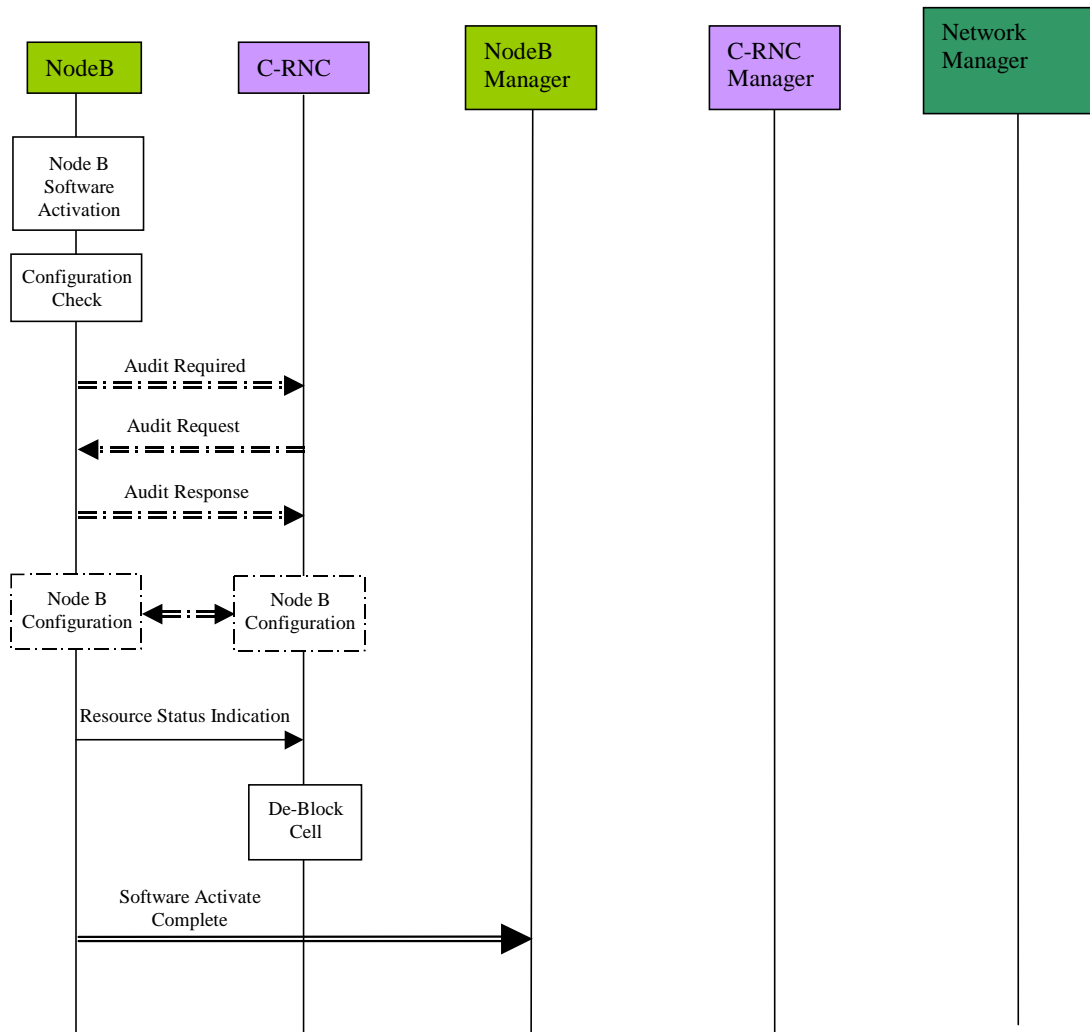 NodeB
C-RNC
NodeB
Manager
C-RNC
Manager
Network
Manager
Node B
Software
Activation
Configuration
Check
Audit Required
Audit Request
Audit Response
Node B
Configuration
Node B
Configuration
Resource Status Indication
De-Block
Cell
Software Activate
Complete